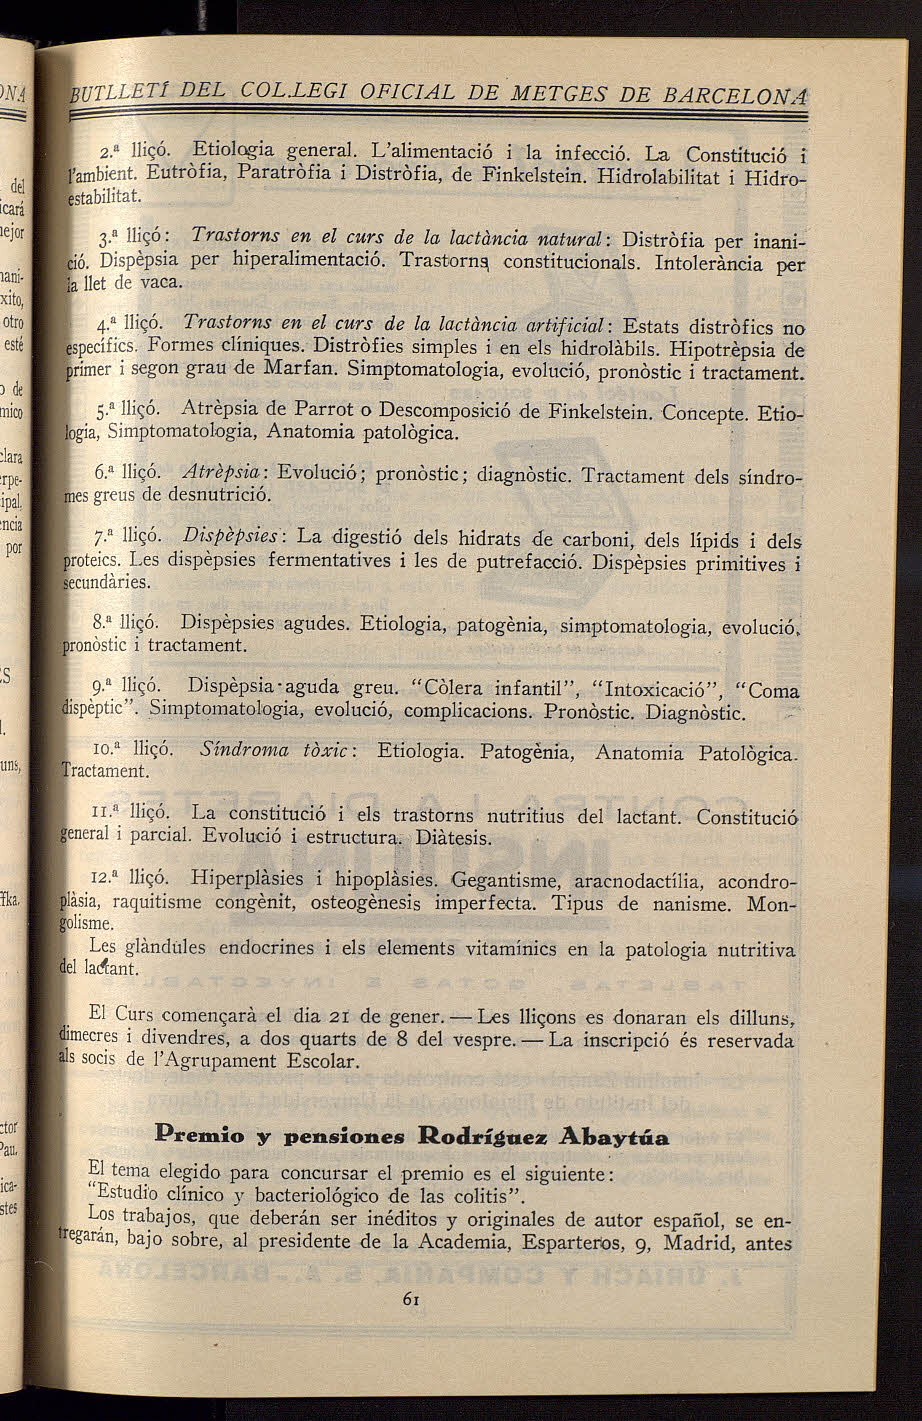 BUTLLETÍ DEL COL.LEGI OFICIAL DE METGES DE BARCELONA
2.ª lliçó. Etiologia general. L'alimentació i la infecció. La Constitució i
l'ambient. Eutròfia, Paratròfia i Distròfia, de Finkelstein. Hidrolabilitat i Hidro-
estabilitat.
3.ª lliçó: Trastorns en el curs de la lactància natural: Distròfia per inani-
ció. Dispèpsia per hiperalimentació. Trastorns constitucionals. Intolerància per
la llet de vaca.
4.ª lliçó. Trastorns en el curs de la lactància artificial: Estats distròfics no
específics. Formes clíniques. Distròfies simples i en els hidrolàbils. Hipotrèpsia de
primer i segon grau de Marfan. Simptomatologia, evolució, pronòstic i tractament.
5.ª lliçó. Atrèpsia de Parrot o Descomposició de Finkelstein. Concepte. Etio-
logia, Simptomatologia, Anatomia patològica.
6.ª lliçó. Atrèpsia: Evolució; pronòstic; diagnòstic. Tractament dels síndro-
mes greus de desnutrició.
7.ª lliçó. Dispèpsies: La digestió dels hidrats de carboni, dels lípids i dels
proteics. Les dispèpsies fermentatives i les de putrefacció. Dispèpsies primitives i
secundàries.
8.ª lliçó. Dispèpsies agudes. Etiologia, patogènia, simptomatologia, evolució,
pronòstic i tractament.
9.ª lliçó. Dispèpsia aguda greu. "Còlera infantil", "Intoxicació", "Coma
dispèptic". Simptomatologia, evolució, complicacions. Pronòstic. Diagnòstic.
10.ª lliçó. Síndroma tòxic: Etiologia. Patogènia, Anatomia Patològica.
Tractament.
11.ª lliçó. La constitució i els trastorns nutritius del lactant. Constitució
general i parcial. Evolució i estructura. Diàtesis.
12.ª lliçó. Hiperplàsies i hipoplàsies. Gegantisme, aracnodactília, acondro-
plàsia, raquitisme congènit, osteogènesis imperfecta. Tipus de nanisme. Mon-
golisme.
Les glàndules endocrines i els elements vitamínics en la patologia nutritiva
del lactant.
El Curs començarà el dia 21 de gener. — Les lliçons es donaran els dilluns,
dimecres i divendres, a dos quarts de 8 del vespre. — La inscripció és reservada
als socis de l'Agrupament Escolar.
Premio y pensiones Rodríguez Abaytúa
El tema elegido para concursar el premio es el siguiente:
"Estudio clínico y bacteriológico de las colitis".
Los trabajos, que deberán ser inéditos y originales de autor español, se en-
tregarán, bajo sobre, al presidente de la Academia, Esparteros, 9, Madrid, antes
61